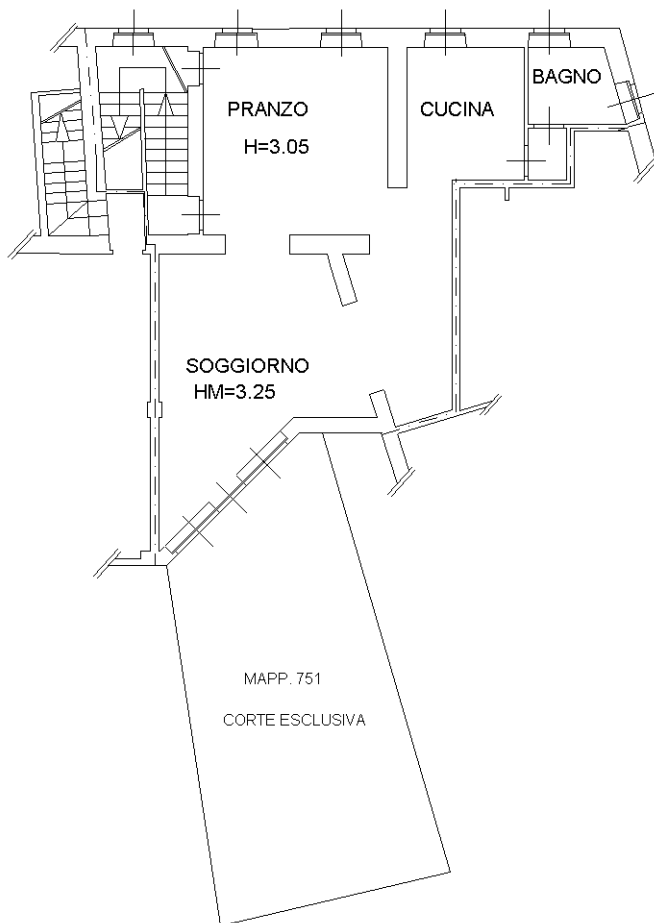 BAGNO
PRANZO
CUCINA
H=3.05
SOGGIORNO
HM=3.25
MAPP. 751
CORTE ESCLUSIVA